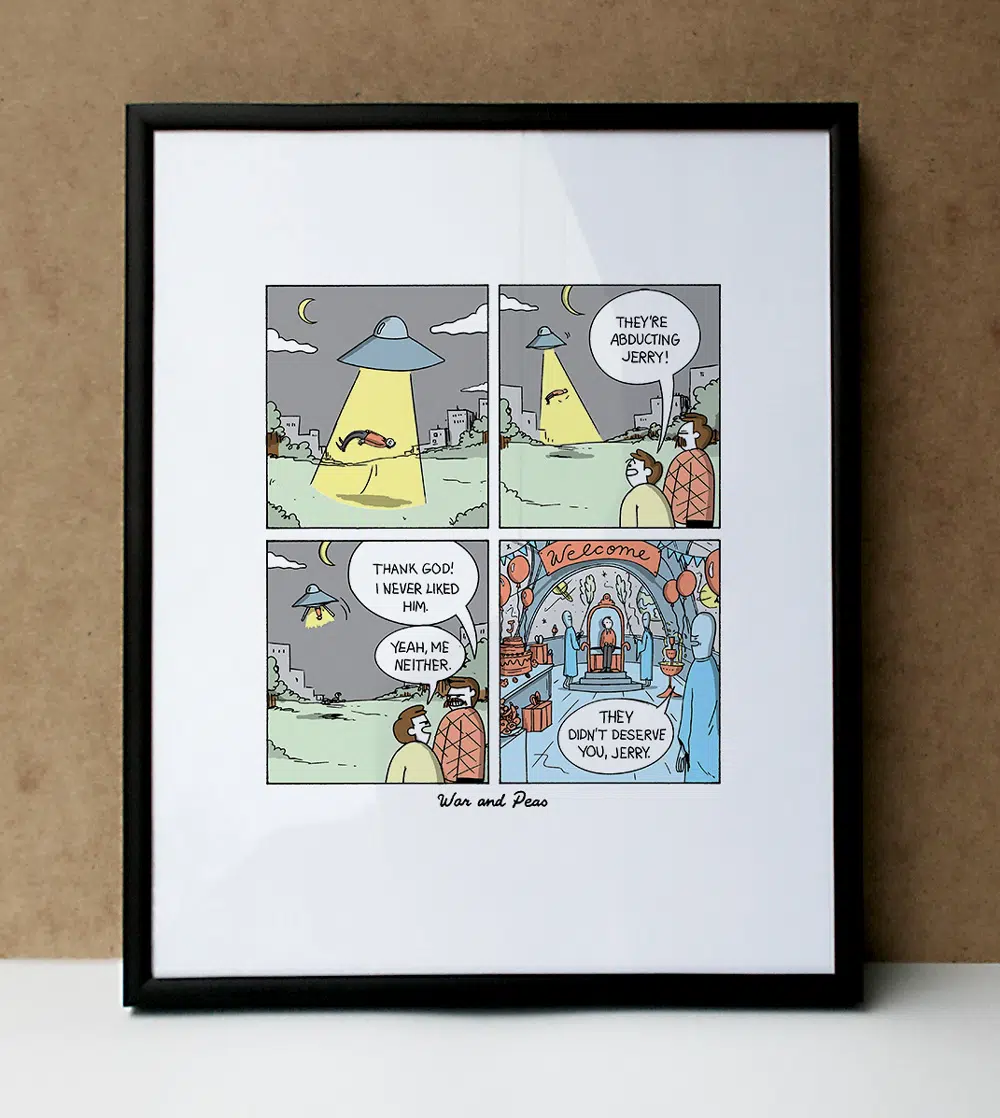 THEY'RE
ABDUCTING
JERRY!
THANK GOD!
I NEVER LIKED
HIM.
YEAH, ME
NEITHER.
Welcome
J
THEY
DIDN'T DESERVE
YOU, JERRY.
War and Peas